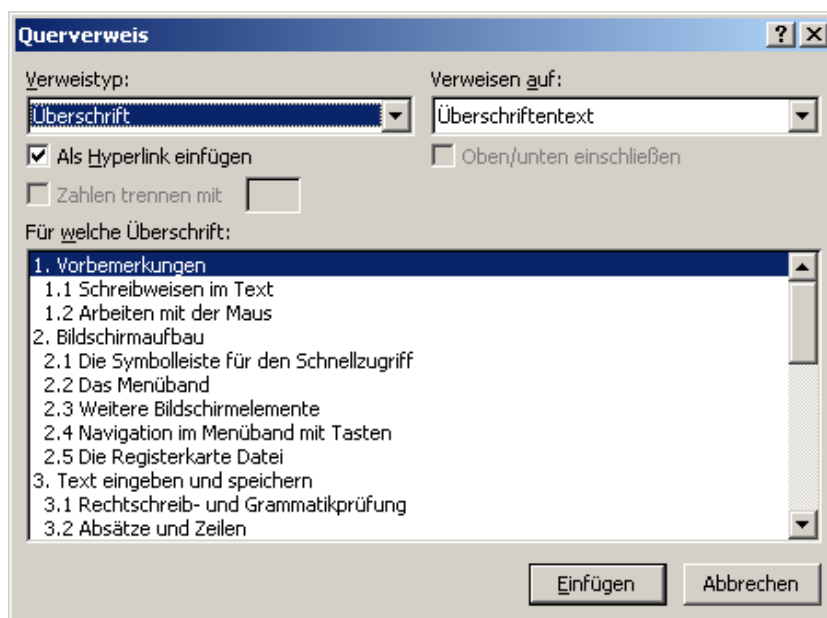 Querverweis
Verweistyp: Verweisen auf:
Überschrift Überschriftentext
Als Hyperlink einfügen Oben/unten einschließen
Zahlen trennen mit
Für welche Überschrift:
1. Vorbemerkungen
1.1 Schreibweisen im Text
1.2 Arbeiten mit der Maus
2. Bildschirmaufbau
2.1 Die Symbolleiste für den Schnellzugriff
2.2 Das Menüband
2.3 Weitere Bildschirmelemente
2.4 Navigation im Menüband mit Tasten
2.5 Die Registerkarte Datei
3. Text eingeben und speichern
3.1 Rechtschreib- und Grammatikprüfung
3.2 Absätze und Zeilen
Einfügen Abbrechen